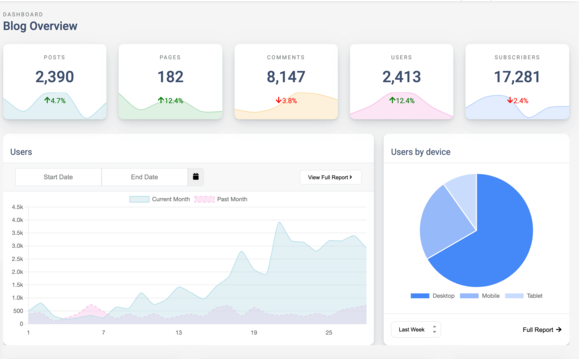 DASHBOARD
Blog Overview
POSTS PAGES COMMENTS USERS SUBSCRIBERS
2,390 182 8,147 2,413 17,281
4.7% 12.4% 3.8% 12.4% 2.4%
Users
Start Date End Date View Full Report
Current Month Past Month
4.5k
4.0k
3.5k
3.0k
2.5k
2.0k
1.5k
1.0k
500
0
1 7 13 19 25
Users by device
Desktop Mobile Tablet
Last Week Full Report